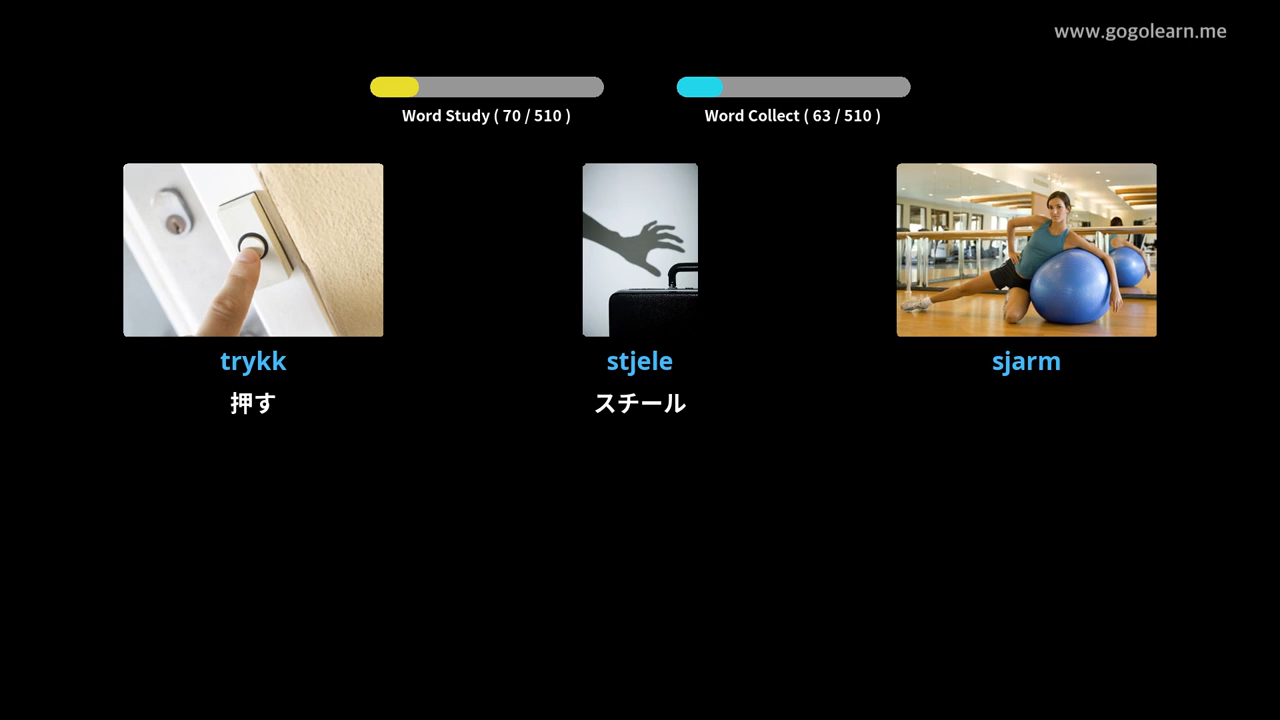 www.gogolearn.me
Word Study ( 70 / 510 )
Word Collect ( 63 / 510 )
trykk
stjele
sjarm
押す
スチール